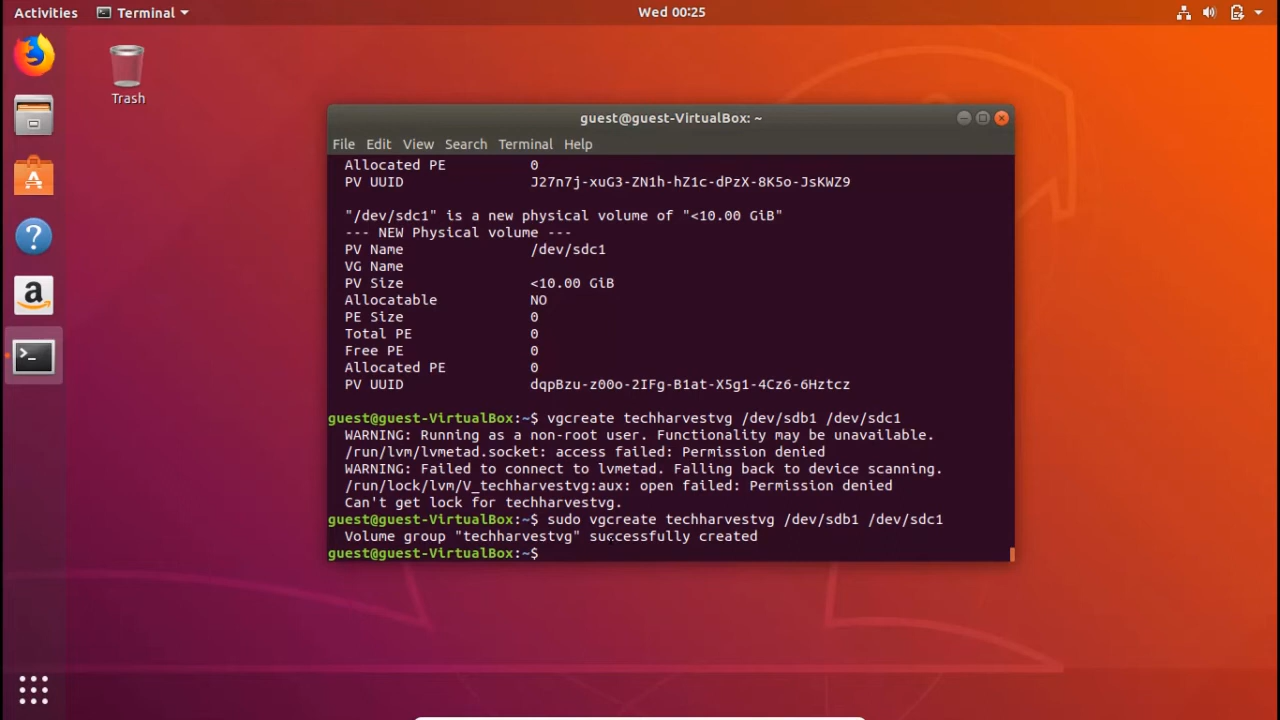 Activities Terminal Wed 00:25
Trash
guest@guest-VirtualBox: ~
File Edit View Search Terminal Help
Allocated PE 0
PV UUID J27n7j-xuG3-ZN1h-hZ1c-dPzX-8K5o-JsKWZ9
"/dev/sdc1" is a new physical volume of "<10.00 GiB"
--- NEW Physical volume ---
PV Name /dev/sdc1
VG Name
PV Size <10.00 GiB
Allocatable NO
PE Size 0
Total PE 0
Free PE 0
Allocated PE 0
PV UUID dqpBzu-z00o-2IFg-B1at-X5g1-4Cz6-6Hztcz
guest@guest-VirtualBox:~$ vgcreate techharvestvg /dev/sdb1 /dev/sdc1
WARNING: Running as a non-root user. Functionality may be unavailable.
/run/lvm/lvmetad.socket: access failed: Permission denied
WARNING: Failed to connect to lvmetad. Falling back to device scanning.
/run/lock/lvm/V_techharvestvg:aux: open failed: Permission denied
Can't get lock for techharvestvg.
guest@guest-VirtualBox:~$ sudo vgcreate techharvestvg /dev/sdb1 /dev/sdc1
Volume group "techharvestvg" successfully created
guest@guest-VirtualBox:~$